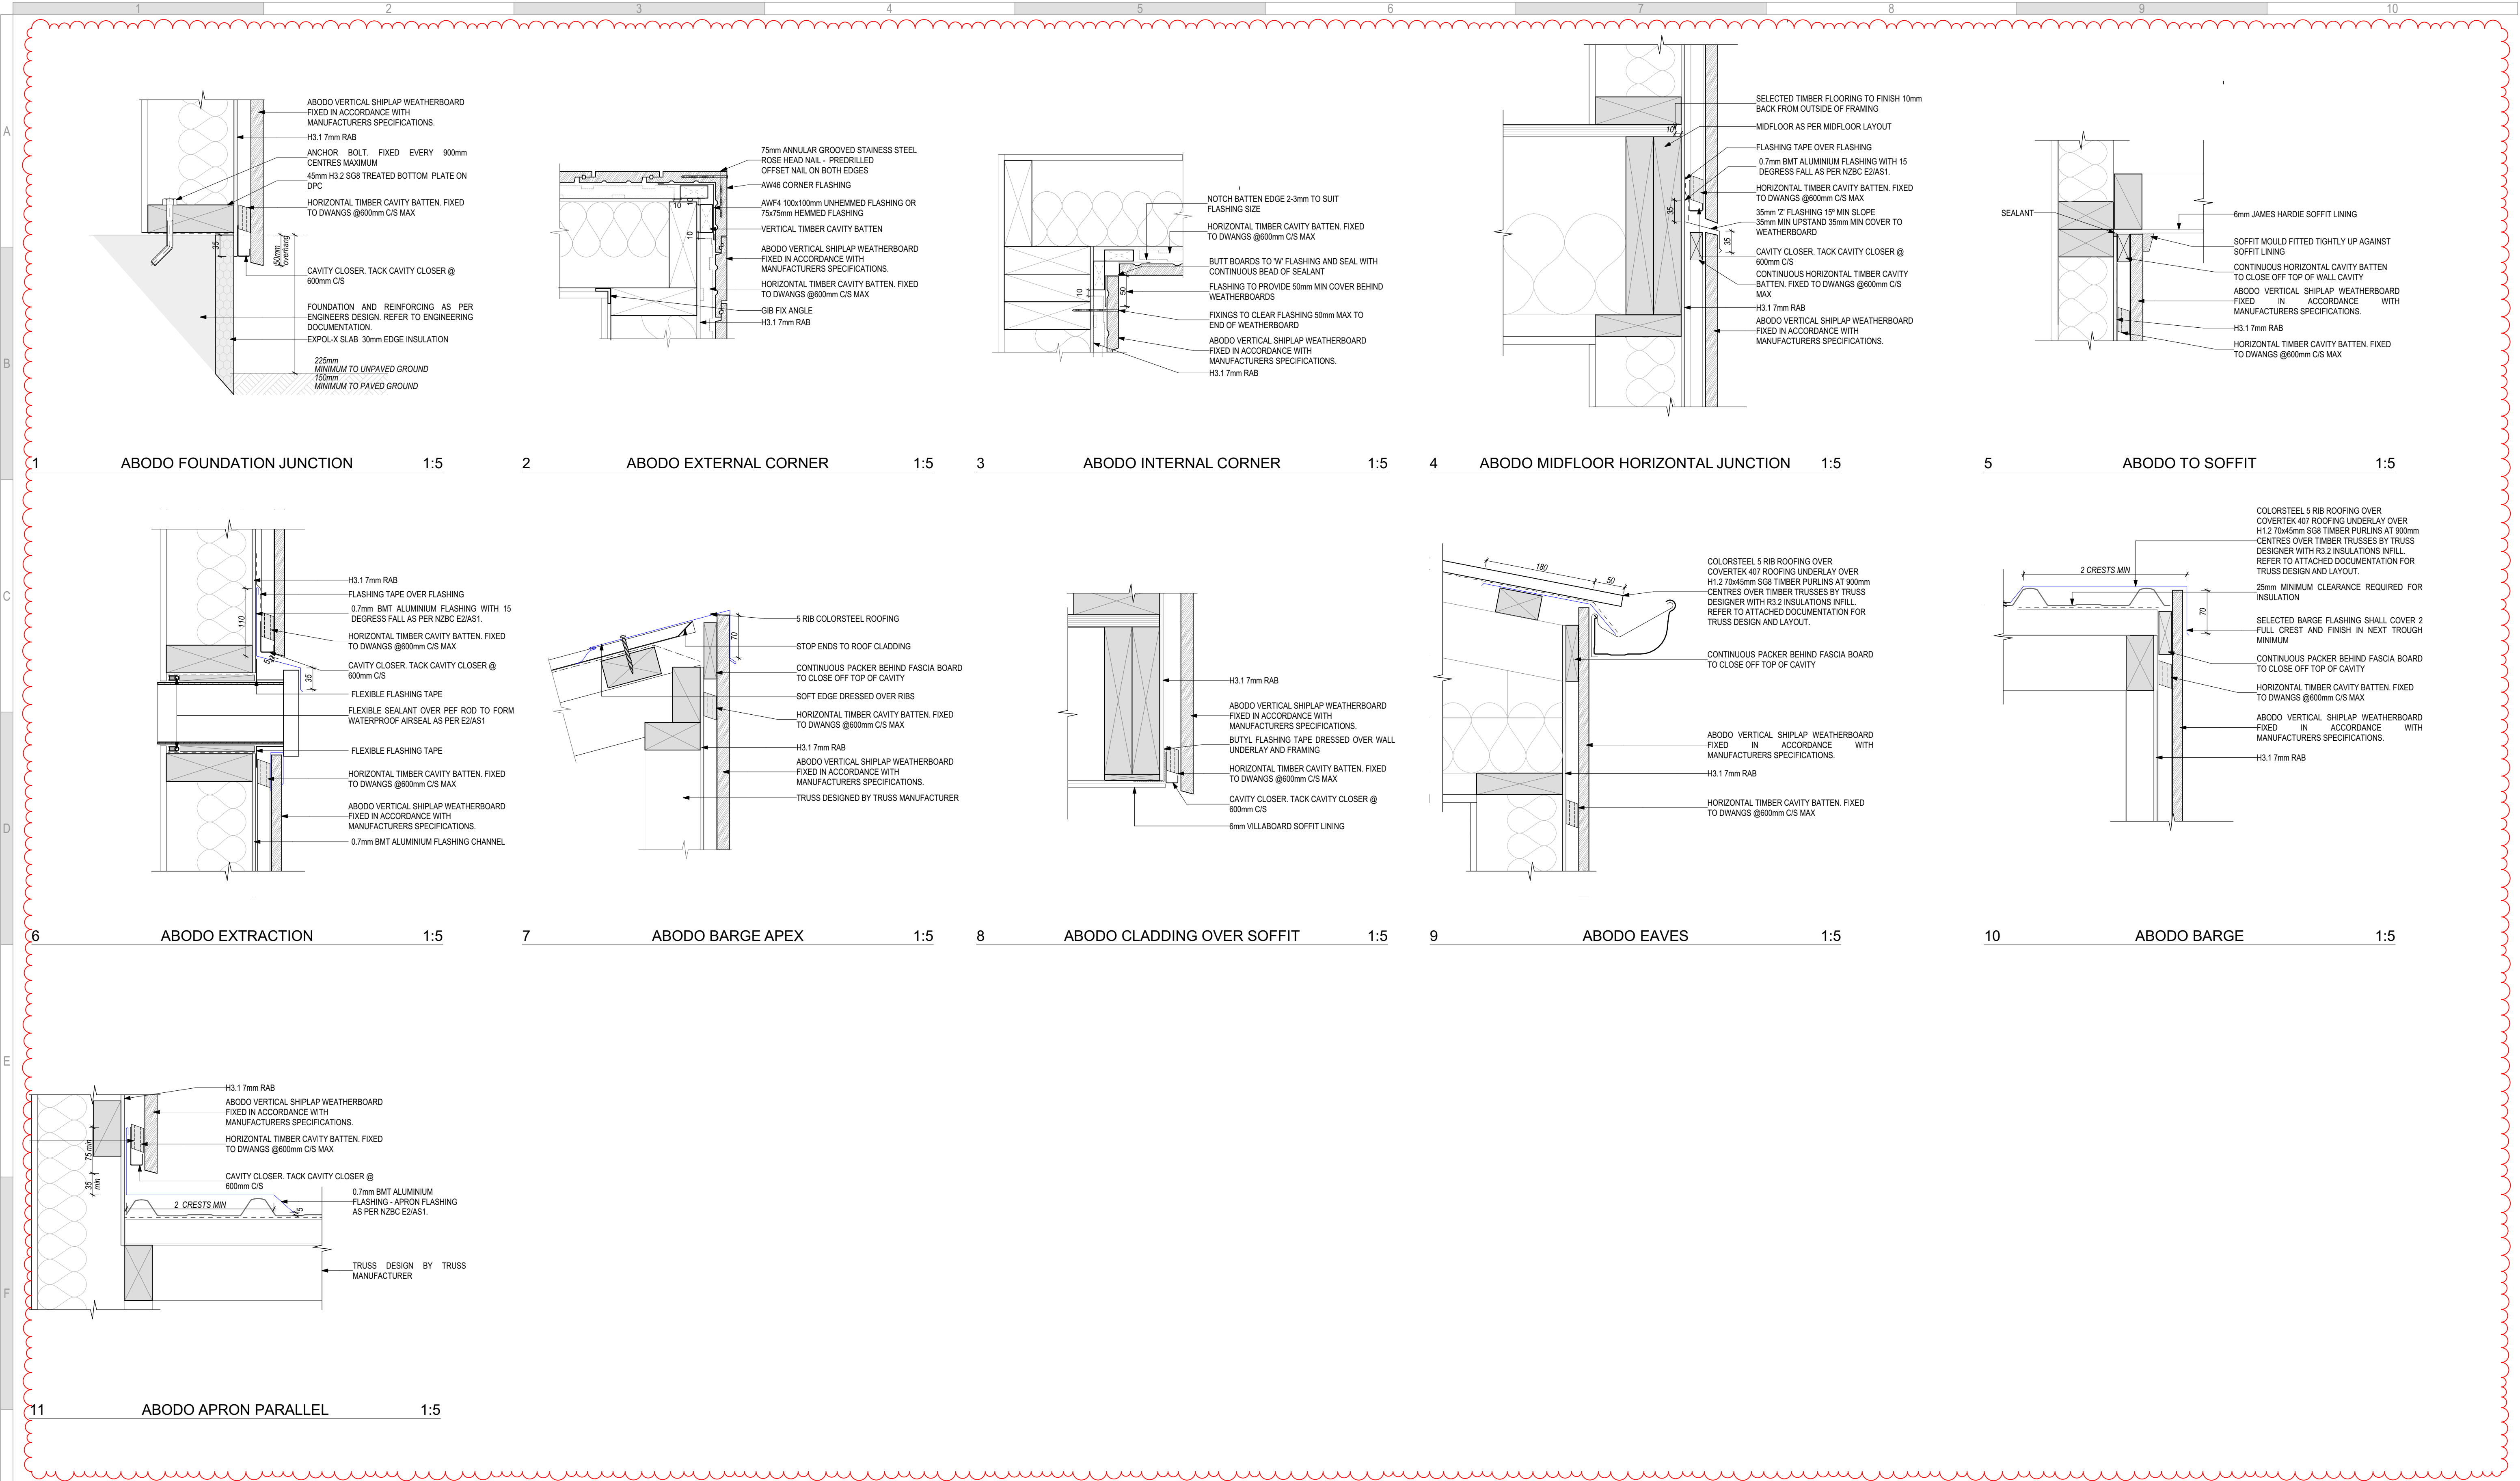 1 2 3 4 5 6 7 8 9 10
A
B
C
D
E
F
ABODO VERTICAL SHIPLAP WEATHERBOARD
FIXED IN ACCORDANCE WITH
MANUFACTURERS SPECIFICATIONS.
H3.1 7mm RAB
ANCHOR BOLT. FIXED EVERY 900mm
CENTRES MAXIMUM
45mm H3.2 SG8 TREATED BOTTOM PLATE ON
DPC
HORIZONTAL TIMBER CAVITY BATTEN. FIXED
TO DWANGS @600mm C/S MAX
35
50mm
overhang
CAVITY CLOSER. TACK CAVITY CLOSER @
600mm C/S
FOUNDATION AND REINFORCING AS PER
ENGINEERS DESIGN. REFER TO ENGINEERING
DOCUMENTATION.
EXPOL-X SLAB 30mm EDGE INSULATION
225mm
MINIMUM TO UNPAVED GROUND
150mm
MINIMUM TO PAVED GROUND
1 ABODO FOUNDATION JUNCTION 1:5
75mm ANNULAR GROOVED STAINESS STEEL
ROSE HEAD NAIL - PREDRILLED
OFFSET NAIL ON BOTH EDGES
AW46 CORNER FLASHING
AWF4 100x100mm UNHEMMED FLASHING OR
75x75mm HEMMED FLASHING
VERTICAL TIMBER CAVITY BATTEN
ABODO VERTICAL SHIPLAP WEATHERBOARD
FIXED IN ACCORDANCE WITH
MANUFACTURERS SPECIFICATIONS.
HORIZONTAL TIMBER CAVITY BATTEN. FIXED
TO DWANGS @600mm C/S MAX
GIB FIX ANGLE
H3.1 7mm RAB
10
10
10
2 ABODO EXTERNAL CORNER 1:5
NOTCH BATTEN EDGE 2-3mm TO SUIT
FLASHING SIZE
HORIZONTAL TIMBER CAVITY BATTEN. FIXED
TO DWANGS @600mm C/S MAX
BUTT BOARDS TO 'W' FLASHING AND SEAL WITH
CONTINUOUS BEAD OF SEALANT
FLASHING TO PROVIDE 50mm MIN COVER BEHIND
WEATHERBOARDS
FIXINGS TO CLEAR FLASHING 50mm MAX TO
END OF WEATHERBOARD
ABODO VERTICAL SHIPLAP WEATHERBOARD
FIXED IN ACCORDANCE WITH
MANUFACTURERS SPECIFICATIONS.
H3.1 7mm RAB
10
50
3 ABODO INTERNAL CORNER 1:5
SELECTED TIMBER FLOORING TO FINISH 10mm
BACK FROM OUTSIDE OF FRAMING
MIDFLOOR AS PER MIDFLOOR LAYOUT
FLASHING TAPE OVER FLASHING
0.7mm BMT ALUMINIUM FLASHING WITH 15
DEGRESS FALL AS PER NZBC E2/AS1.
HORIZONTAL TIMBER CAVITY BATTEN. FIXED
TO DWANGS @600mm C/S MAX
35mm 'Z' FLASHING 15º MIN SLOPE
35mm MIN UPSTAND 35mm MIN COVER TO
WEATHERBOARD
CAVITY CLOSER. TACK CAVITY CLOSER @
600mm C/S
CONTINUOUS HORIZONTAL TIMBER CAVITY
BATTEN. FIXED TO DWANGS @600mm C/S
MAX
H3.1 7mm RAB
ABODO VERTICAL SHIPLAP WEATHERBOARD
FIXED IN ACCORDANCE WITH
MANUFACTURERS SPECIFICATIONS.
10
35
35
4 ABODO MIDFLOOR HORIZONTAL JUNCTION 1:5
SEALANT
6mm JAMES HARDIE SOFFIT LINING
SOFFIT MOULD FITTED TIGHTLY UP AGAINST
SOFFIT LINING
CONTINUOUS HORIZONTAL CAVITY BATTEN
TO CLOSE OFF TOP OF WALL CAVITY
ABODO VERTICAL SHIPLAP WEATHERBOARD
FIXED IN ACCORDANCE WITH
MANUFACTURERS SPECIFICATIONS.
H3.1 7mm RAB
HORIZONTAL TIMBER CAVITY BATTEN. FIXED
TO DWANGS @600mm C/S MAX
5 ABODO TO SOFFIT 1:5
H3.1 7mm RAB
FLASHING TAPE OVER FLASHING
0.7mm BMT ALUMINIUM FLASHING WITH 15
DEGRESS FALL AS PER NZBC E2/AS1.
HORIZONTAL TIMBER CAVITY BATTEN. FIXED
TO DWANGS @600mm C/S MAX
CAVITY CLOSER. TACK CAVITY CLOSER @
600mm C/S
FLEXIBLE FLASHING TAPE
FLEXIBLE SEALANT OVER PEF ROD TO FORM
WATERPROOF AIRSEAL AS PER E2/AS1
FLEXIBLE FLASHING TAPE
HORIZONTAL TIMBER CAVITY BATTEN. FIXED
TO DWANGS @600mm C/S MAX
ABODO VERTICAL SHIPLAP WEATHERBOARD
FIXED IN ACCORDANCE WITH
MANUFACTURERS SPECIFICATIONS.
0.7mm BMT ALUMINIUM FLASHING CHANNEL
110
5
35
6 ABODO EXTRACTION 1:5
5 RIB COLORSTEEL ROOFING
STOP ENDS TO ROOF CLADDING
CONTINUOUS PACKER BEHIND FASCIA BOARD
TO CLOSE OFF TOP OF CAVITY
SOFT EDGE DRESSED OVER RIBS
HORIZONTAL TIMBER CAVITY BATTEN. FIXED
TO DWANGS @600mm C/S MAX
H3.1 7mm RAB
ABODO VERTICAL SHIPLAP WEATHERBOARD
FIXED IN ACCORDANCE WITH
MANUFACTURERS SPECIFICATIONS.
TRUSS DESIGNED BY TRUSS MANUFACTURER
70
7 ABODO BARGE APEX 1:5
H3.1 7mm RAB
ABODO VERTICAL SHIPLAP WEATHERBOARD
FIXED IN ACCORDANCE WITH
MANUFACTURERS SPECIFICATIONS.
BUTYL FLASHING TAPE DRESSED OVER WALL
UNDERLAY AND FRAMING
HORIZONTAL TIMBER CAVITY BATTEN. FIXED
TO DWANGS @600mm C/S MAX
CAVITY CLOSER. TACK CAVITY CLOSER @
600mm C/S
6mm VILLABOARD SOFFIT LINING
8 ABODO CLADDING OVER SOFFIT 1:5
180
50
COLORSTEEL 5 RIB ROOFING OVER
COVERTEK 407 ROOFING UNDERLAY OVER
H1.2 70x45mm SG8 TIMBER PURLINS AT 900mm
CENTRES OVER TIMBER TRUSSES BY TRUSS
DESIGNER WITH R3.2 INSULATIONS INFILL.
REFER TO ATTACHED DOCUMENTATION FOR
TRUSS DESIGN AND LAYOUT.
CONTINUOUS PACKER BEHIND FASCIA BOARD
TO CLOSE OFF TOP OF CAVITY
ABODO VERTICAL SHIPLAP WEATHERBOARD
FIXED IN ACCORDANCE WITH
MANUFACTURERS SPECIFICATIONS.
H3.1 7mm RAB
HORIZONTAL TIMBER CAVITY BATTEN. FIXED
TO DWANGS @600mm C/S MAX
9 ABODO EAVES 1:5
COLORSTEEL 5 RIB ROOFING OVER
COVERTEK 407 ROOFING UNDERLAY OVER
H1.2 70x45mm SG8 TIMBER PURLINS AT 900mm
CENTRES OVER TIMBER TRUSSES BY TRUSS
DESIGNER WITH R3.2 INSULATIONS INFILL.
REFER TO ATTACHED DOCUMENTATION FOR
TRUSS DESIGN AND LAYOUT.
2 CRESTS MIN
25mm MINIMUM CLEARANCE REQUIRED FOR
INSULATION
70
SELECTED BARGE FLASHING SHALL COVER 2
FULL CREST AND FINISH IN NEXT TROUGH
MINIMUM
CONTINUOUS PACKER BEHIND FASCIA BOARD
TO CLOSE OFF TOP OF CAVITY
HORIZONTAL TIMBER CAVITY BATTEN. FIXED
TO DWANGS @600mm C/S MAX
ABODO VERTICAL SHIPLAP WEATHERBOARD
FIXED IN ACCORDANCE WITH
MANUFACTURERS SPECIFICATIONS.
H3.1 7mm RAB
10 ABODO BARGE 1:5
H3.1 7mm RAB
ABODO VERTICAL SHIPLAP WEATHERBOARD
FIXED IN ACCORDANCE WITH
MANUFACTURERS SPECIFICATIONS.
HORIZONTAL TIMBER CAVITY BATTEN. FIXED
TO DWANGS @600mm C/S MAX
75 min
35
min
CAVITY CLOSER. TACK CAVITY CLOSER @
600mm C/S
0.7mm BMT ALUMINIUM
FLASHING - APRON FLASHING
AS PER NZBC E2/AS1.
2 CRESTS MIN
5
TRUSS DESIGN BY TRUSS
MANUFACTURER
11 ABODO APRON PARALLEL 1:5